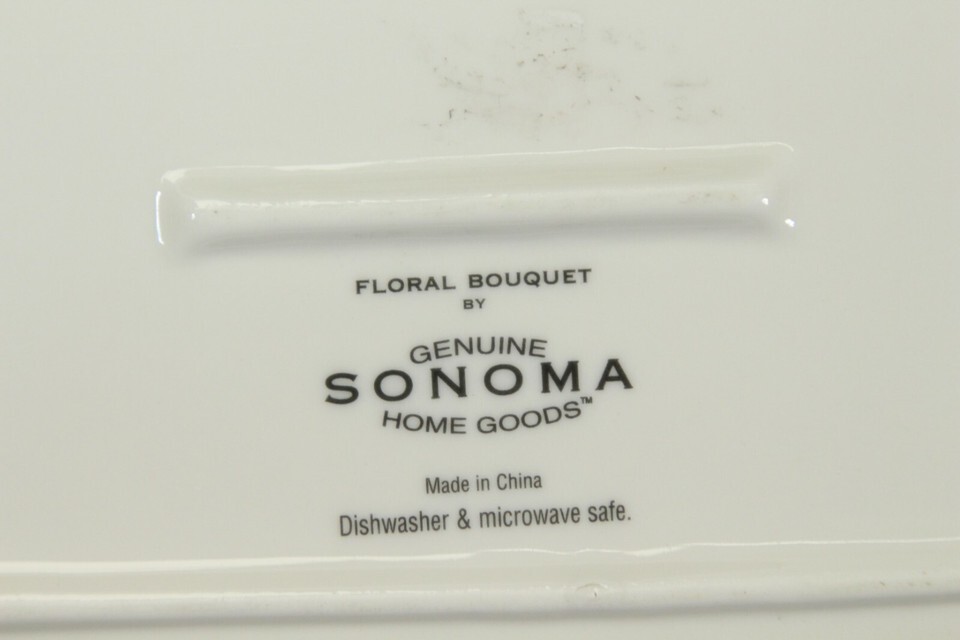 FLORAL BOUQUET
BY
GENUINE
SONOMA
HOME GOODS™
Made in China
Dishwasher & microwave safe.